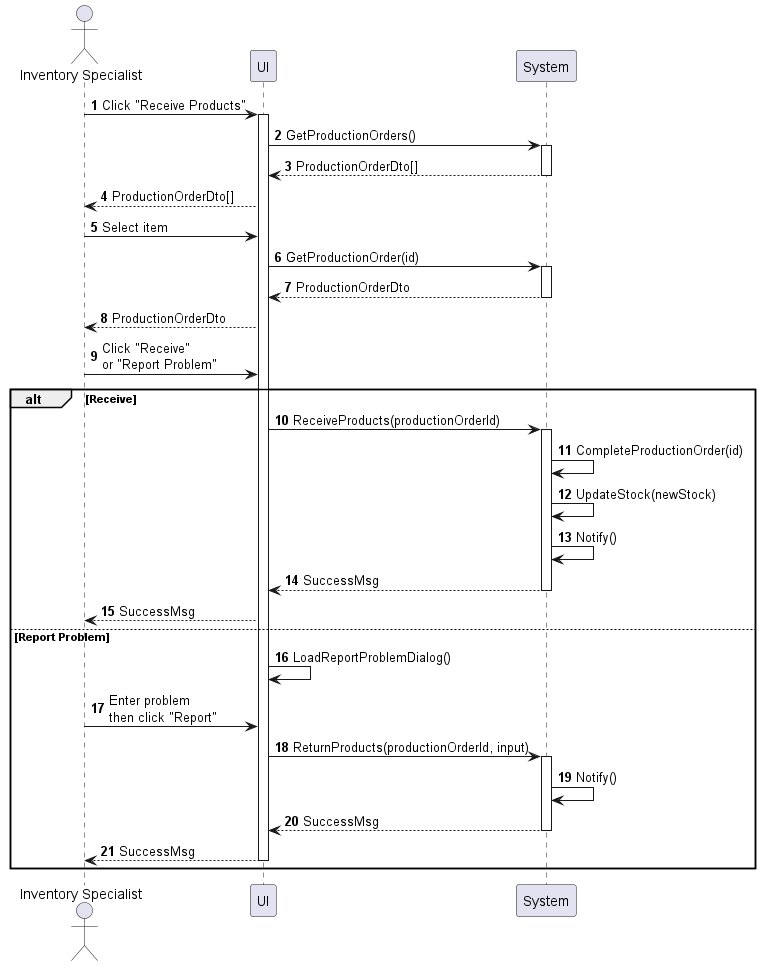 Inventory Specialist
UI
System
1 Click "Receive Products"
2 GetProductionOrders()
3 ProductionOrderDto[]
4 ProductionOrderDto[]
5 Select item
6 GetProductionOrder(id)
7 ProductionOrderDto
8 ProductionOrderDto
9 Click "Receive"
or "Report Problem"
alt [Receive]
10 ReceiveProducts(productionOrderId)
11 CompleteProductionOrder(id)
12 UpdateStock(newStock)
13 Notify()
14 SuccessMsg
15 SuccessMsg
[Report Problem]
16 LoadReportProblemDialog()
17 Enter problem
then click "Report"
18 ReturnProducts(productionOrderId, input)
19 Notify()
20 SuccessMsg
21 SuccessMsg
Inventory Specialist
UI
System